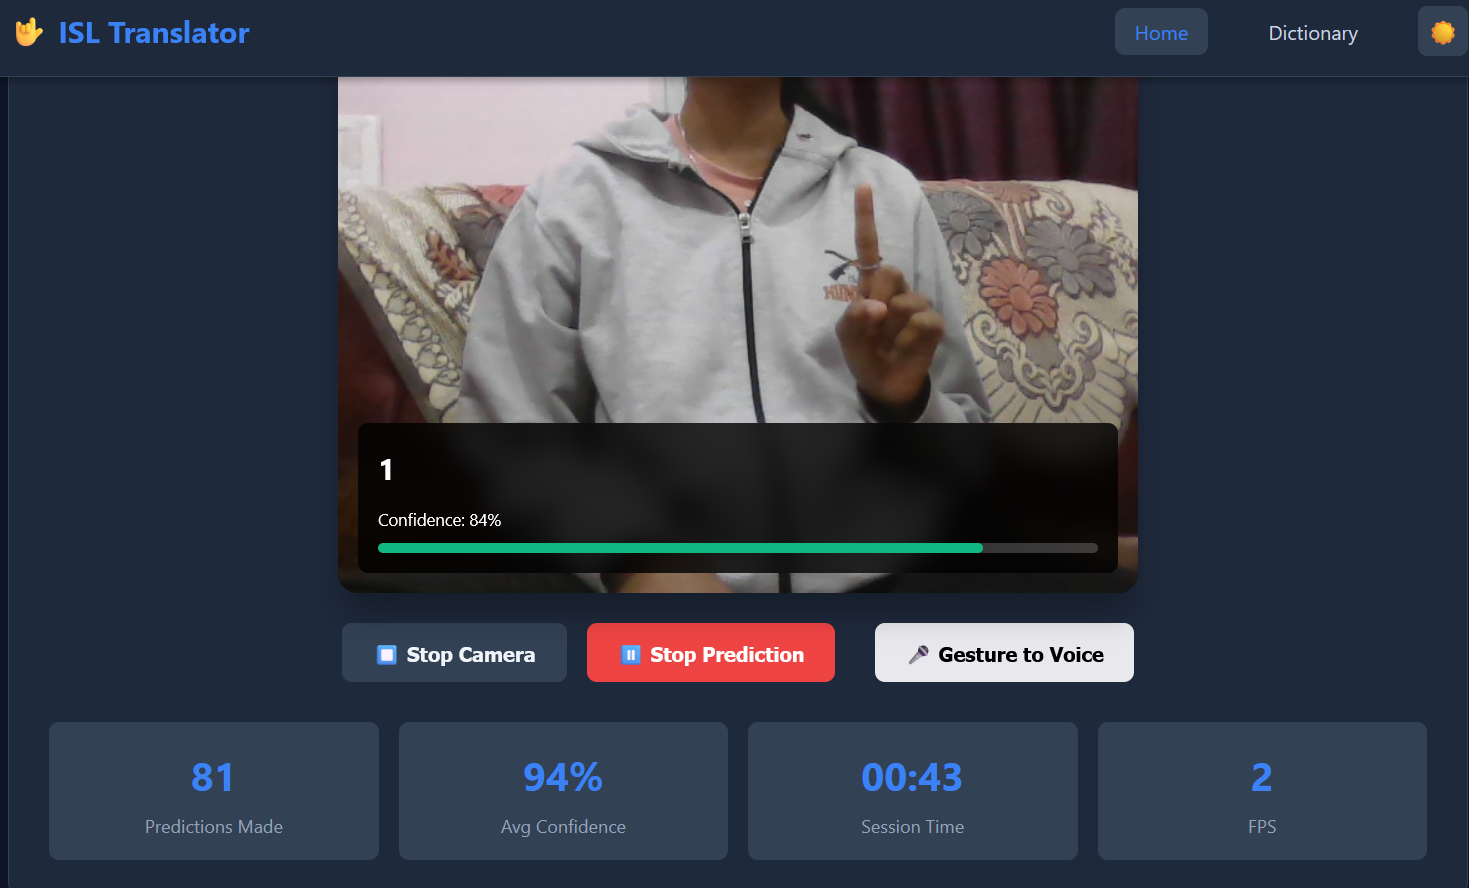 ISL Translator
Home
Dictionary
1
Confidence: 84%
Stop Camera
Stop Prediction
Gesture to Voice
81
Predictions Made
94%
Avg Confidence
00:43
Session Time
2
FPS